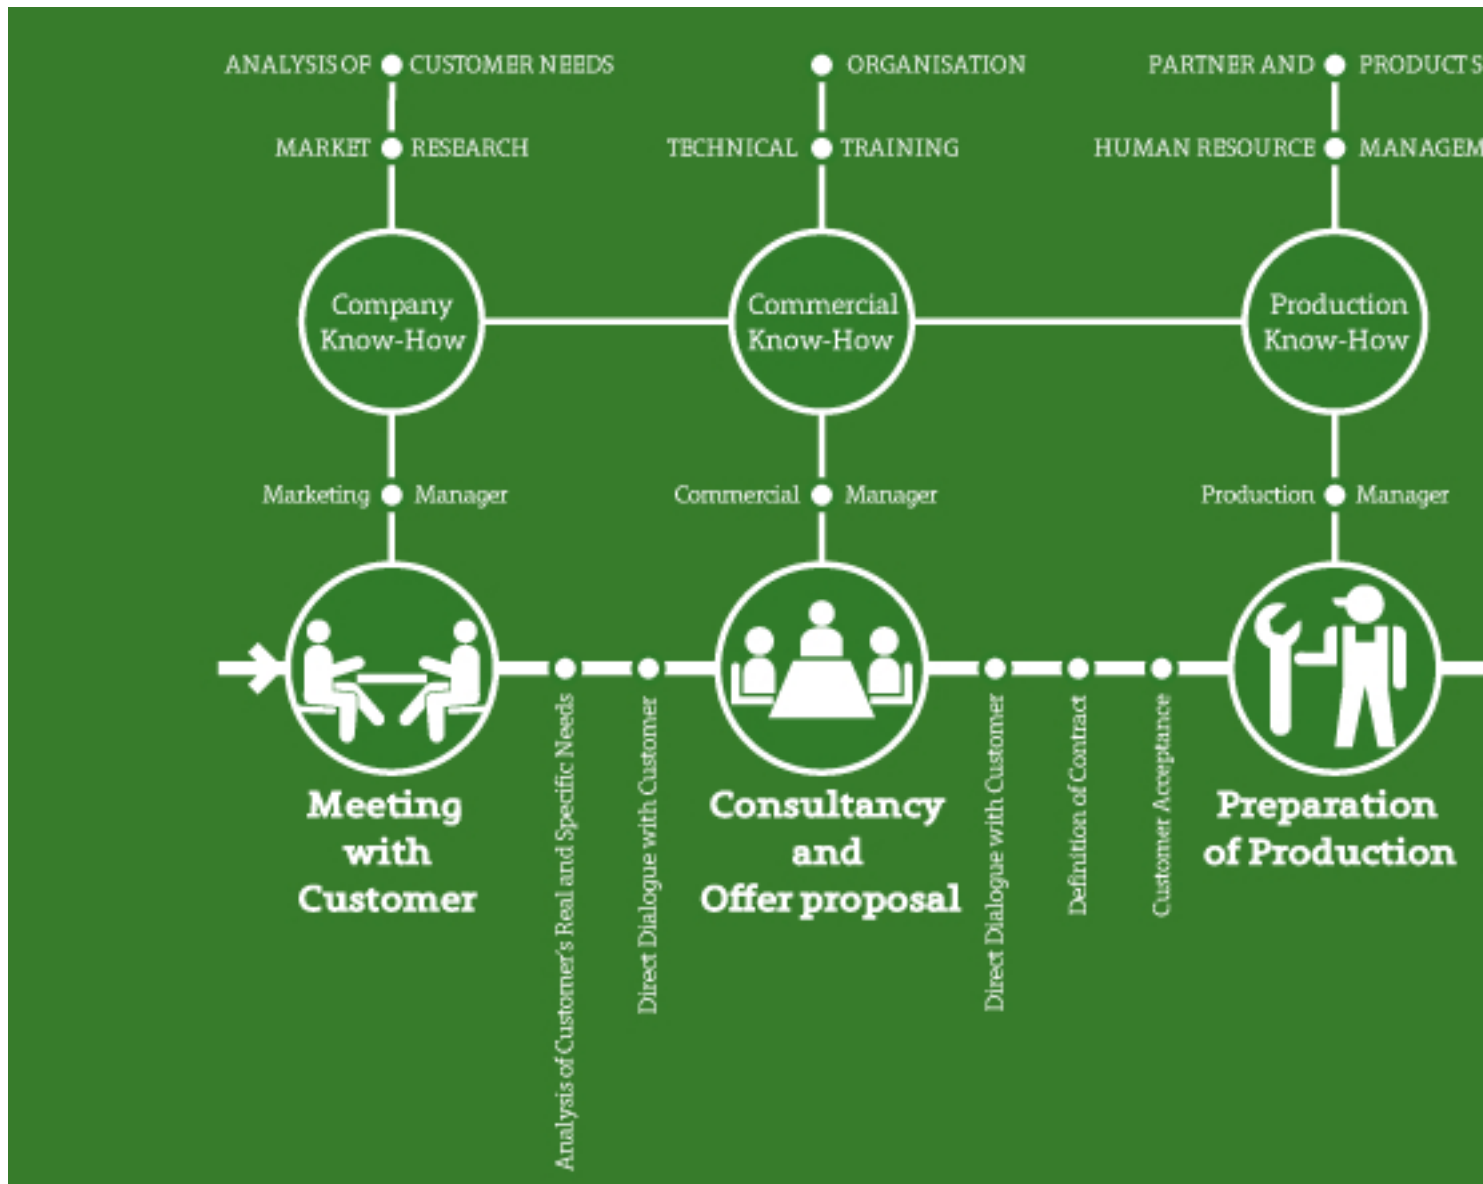 ANALYSIS OF CUSTOMER NEEDS
ORGANISATION
PARTNER AND PRODUCTS
MARKET RESEARCH
TECHNICAL TRAINING
HUMAN RESOURCE MANAGEM
Company
Know-How
Commercial
Know-How
Production
Know-How
Marketing Manager
Commercial Manager
Production Manager
Meeting
with
Customer
Analysis of Customer's Real and Specific Needs
Direct Dialogue with Customer
Consultancy
and
Offer proposal
Direct Dialogue with Customer
Definition of Contract
Customer Acceptance
Preparation
of Production